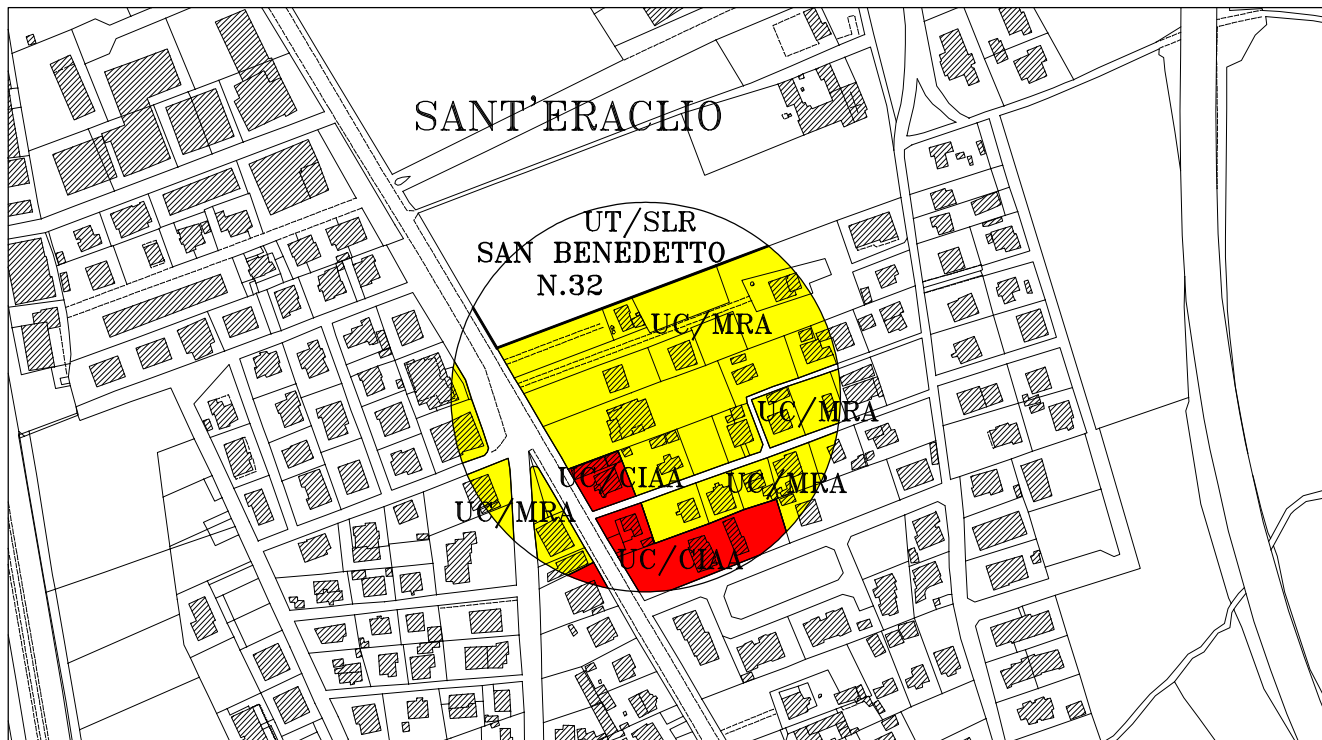 SANT'ERACLIO
UT/SLR
SAN BENEDETTO
N.32
UC/MRA
UC/MRA
UC/CIAA
UC/MRA
UC/MRA
UC/CIAA